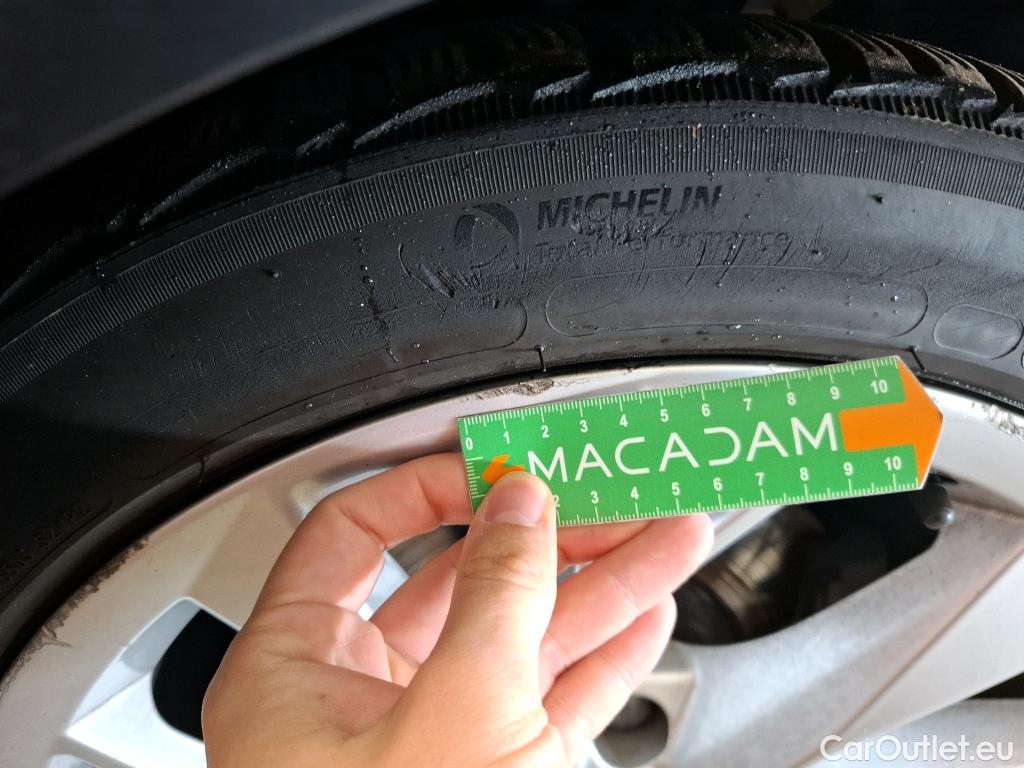 MICHELIN
Total Performance
0 1 2 3 4 5 6 7 8 9 10
MACADAM
2 3 4 5 6 7 8 9 10
CarOutlet.eu